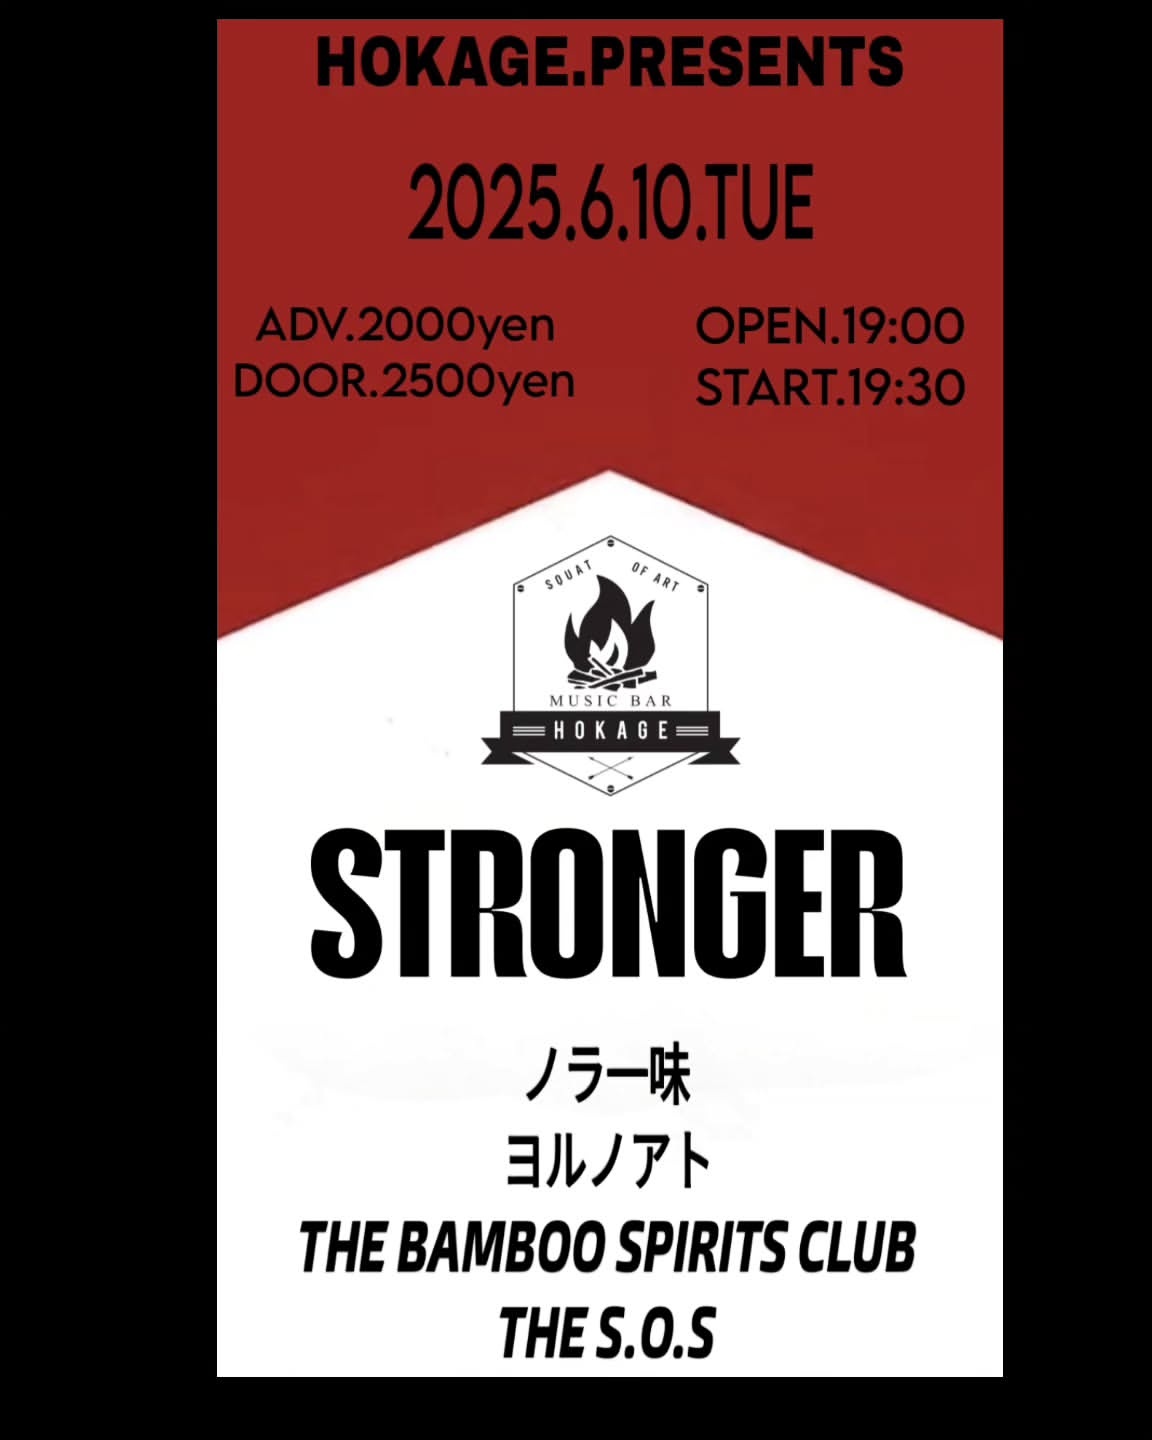 HOKAGE.PRESENTS
2025.6.10.TUE
ADV.2000yen
DOOR.2500yen
OPEN.19:00
START.19:30
SQUAT OF ART
MUSIC BAR
HOKAGE
STRONGER
ノラ一味
ヨルノアト
THE BAMBOO SPIRITS CLUB
THE S.O.S